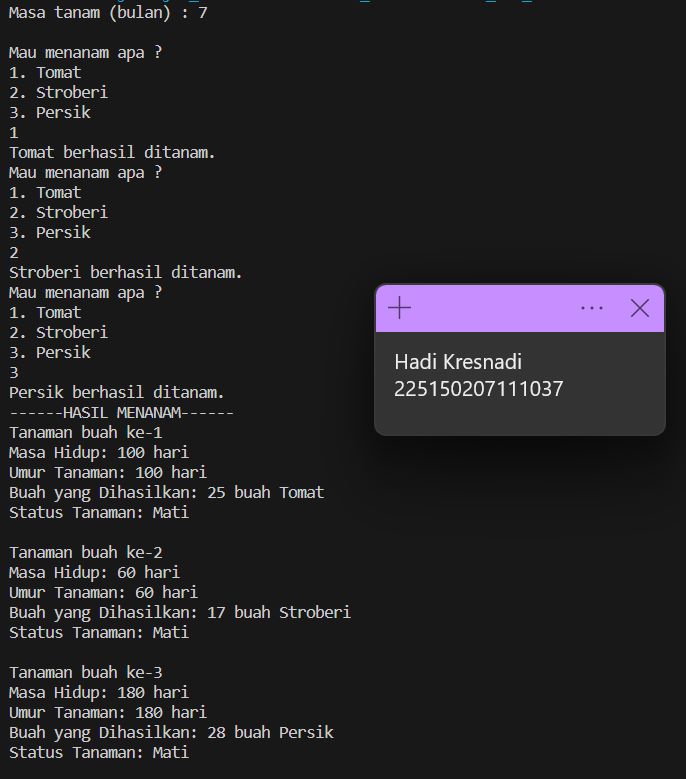 Masa tanam (bulan) : 7
Mau menanam apa ?
1. Tomat
2. Stroberi
3. Persik
1
Tomat berhasil ditanam.
Mau menanam apa ?
1. Tomat
2. Stroberi
3. Persik
2
Stroberi berhasil ditanam.
Mau menanam apa ?
1. Tomat
2. Stroberi
3. Persik
3
Persik berhasil ditanam.
------HASIL MENANAM------
Tanaman buah ke-1
Masa Hidup: 100 hari
Umur Tanaman: 100 hari
Buah yang Dihasilkan: 25 buah Tomat
Status Tanaman: Mati
Tanaman buah ke-2
Masa Hidup: 60 hari
Umur Tanaman: 60 hari
Buah yang Dihasilkan: 17 buah Stroberi
Status Tanaman: Mati
Tanaman buah ke-3
Masa Hidup: 180 hari
Umur Tanaman: 180 hari
Buah yang Dihasilkan: 28 buah Persik
Status Tanaman: Mati
Hadi Kresnadi
225150207111037